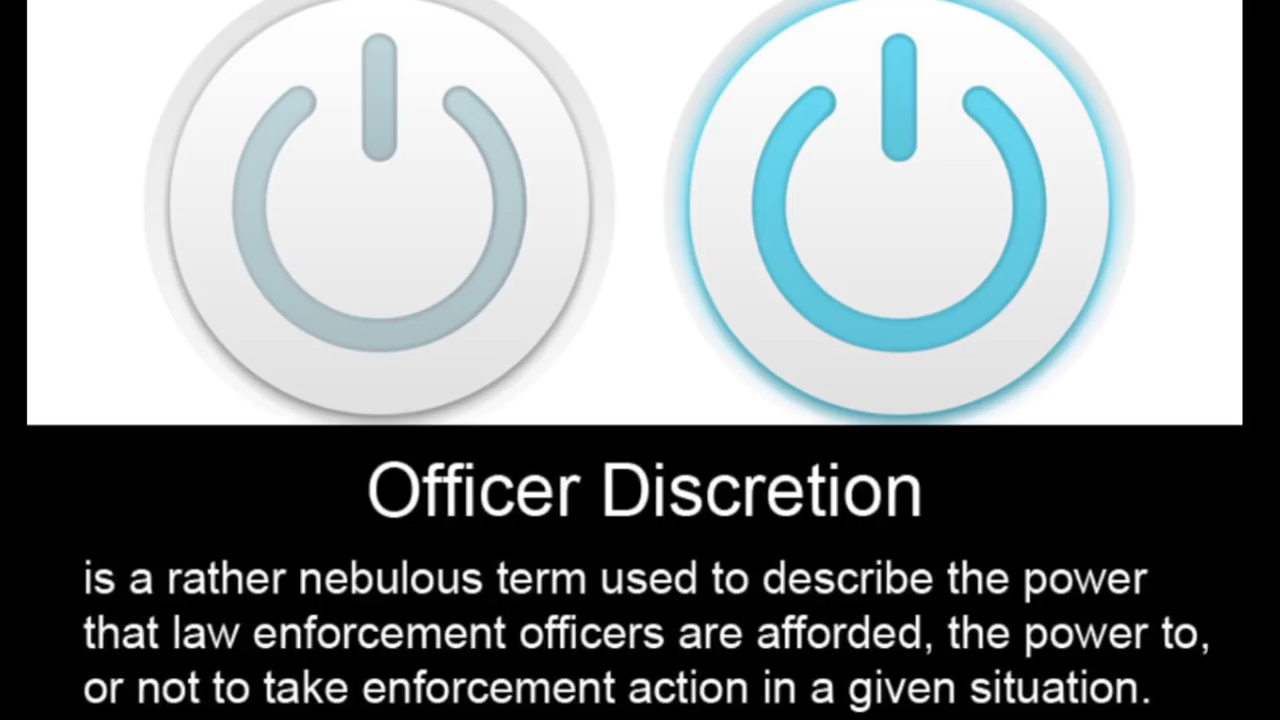 Officer Discretion
is a rather nebulous term used to describe the power
that law enforcement officers are afforded, the power to,
or not to take enforcement action in a given situation.